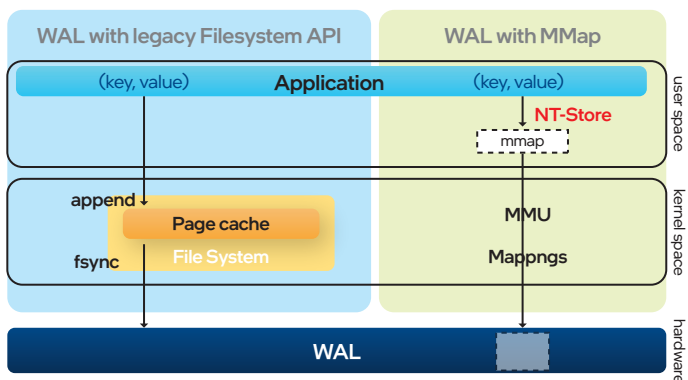 WAL with legacy Filesystem API
WAL with MMap
(key, value)
Application
(key, value)
user space
NT-Store
mmap
append
Page cache
MMU
kernel space
fsync
File System
Mappngs
WAL
hardware